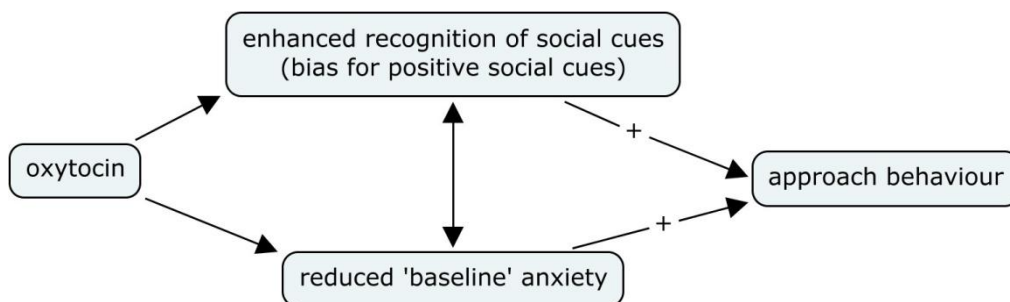 enhanced recognition of social cues
(bias for positive social cues)
+
oxytocin
approach behaviour
+
reduced 'baseline' anxiety